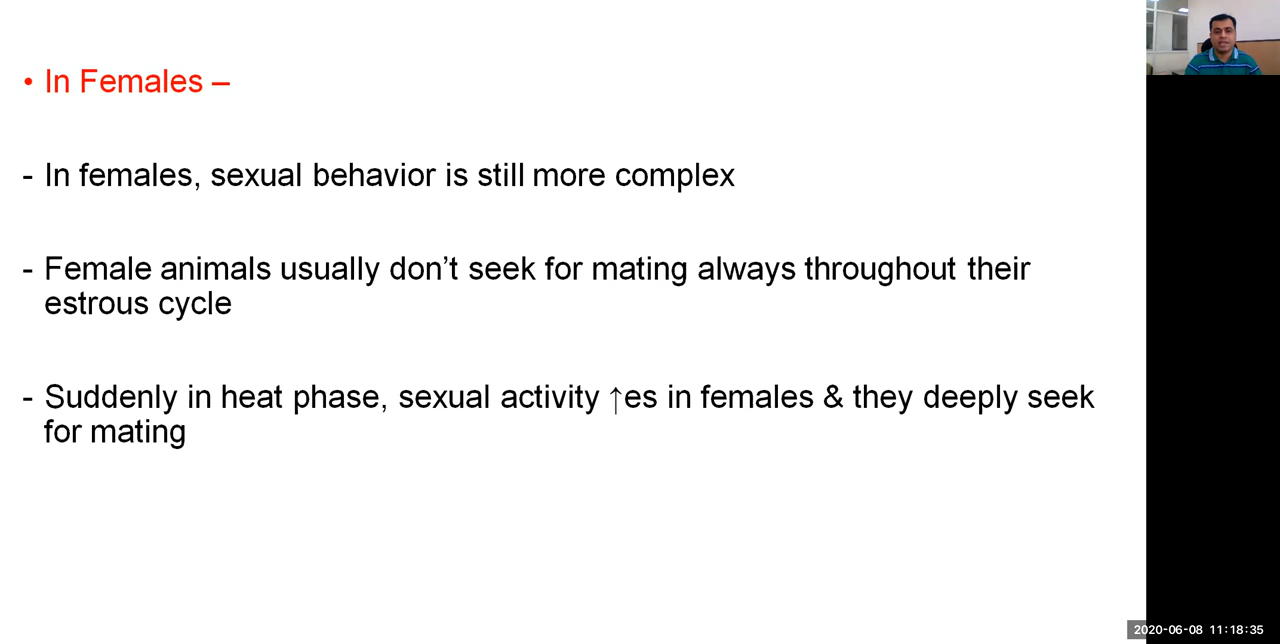 • In Females –
- In females, sexual behavior is still more complex
- Female animals usually don’t seek for mating always throughout their
estrous cycle
- Suddenly in heat phase, sexual activity ↑es in females & they deeply seek
for mating
2020-06-08 11:18:35